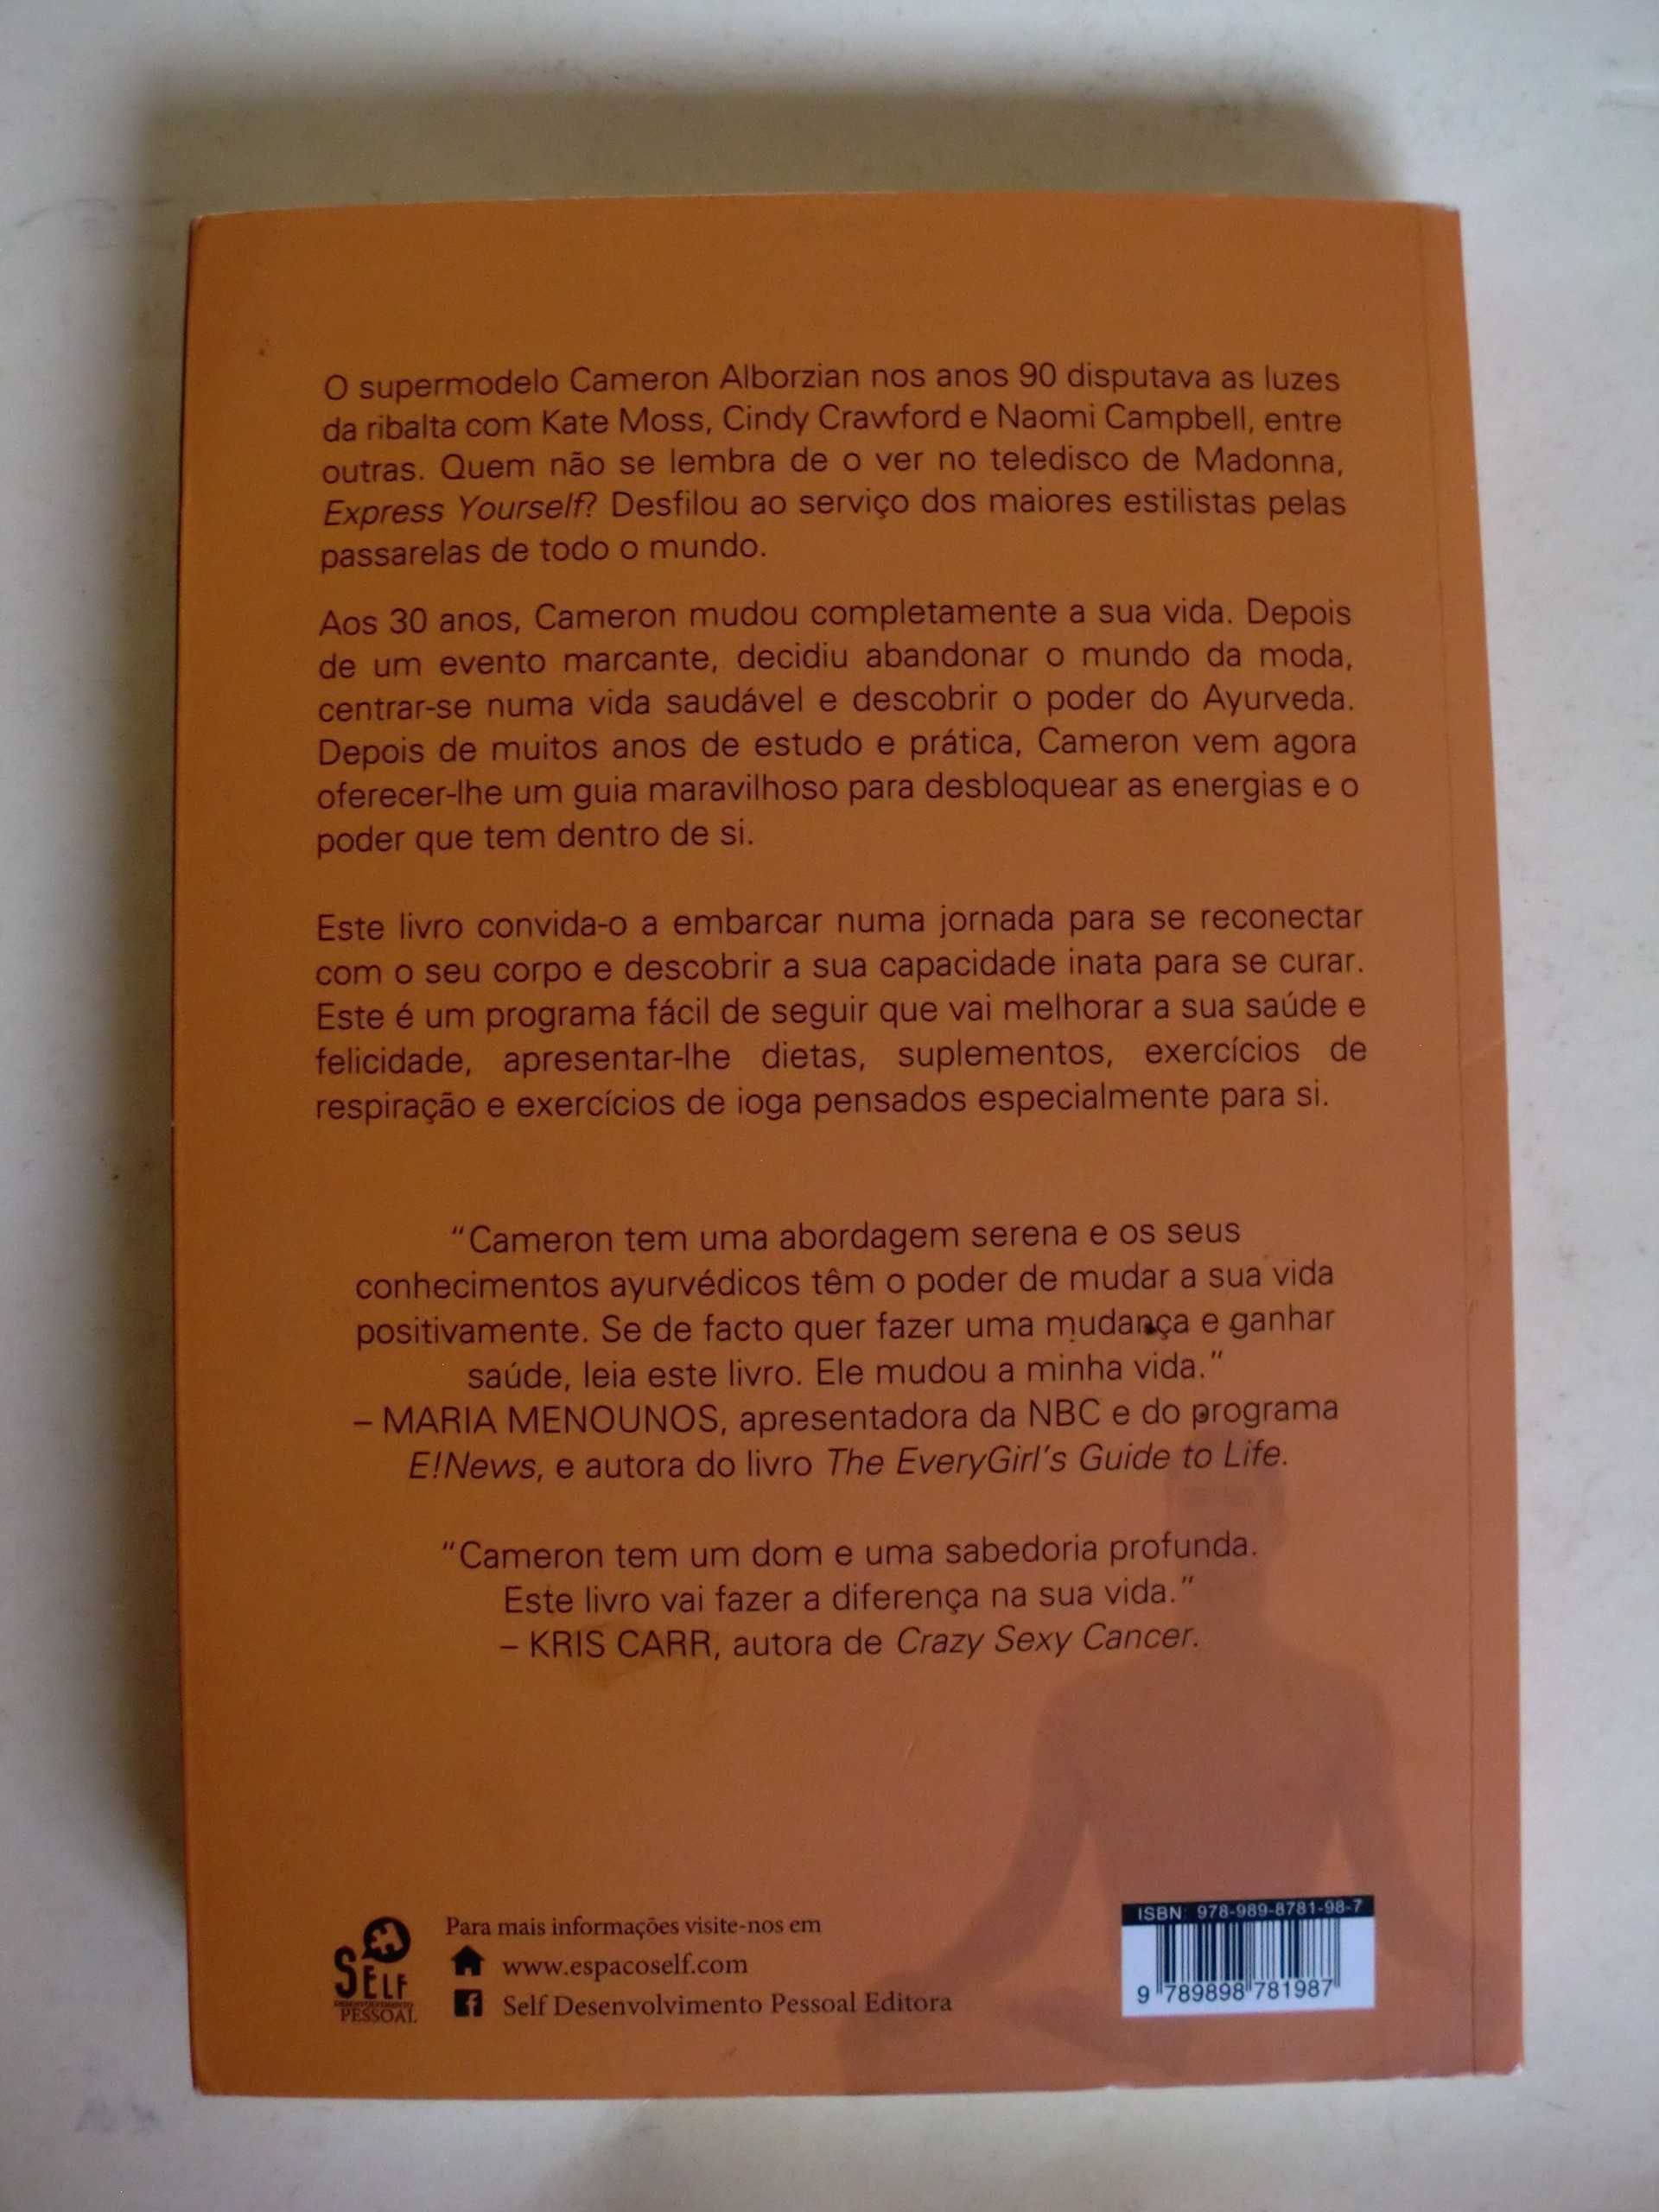 O supermodelo Cameron Alborzian nos anos 90 disputava as luzes
da ribalta com Kate Moss, Cindy Crawford e Naomi Campbell, entre
outras. Quem não se lembra de o ver no teledisco de Madonna,
Express Yourself? Desfilou ao serviço dos maiores estilistas pelas
passarelas de todo o mundo.
Aos 30 anos, Cameron mudou completamente a sua vida. Depois
de um evento marcante, decidiu abandonar o mundo da moda,
centrar-se numa vida saudável e descobrir o poder do Ayurveda.
Depois de muitos anos de estudo e prática, Cameron vem agora
oferecer-lhe um guia maravilhoso para desbloquear as energias e o
poder que tem dentro de si.
Este livro convida-o a embarcar numa jornada para se reconectar
com o seu corpo e descobrir a sua capacidade inata para se curar.
Este é um programa fácil de seguir que vai melhorar a sua saúde e
felicidade, apresentar-lhe dietas, suplementos, exercícios de
respiração e exercícios de ioga pensados especialmente para si.
“Cameron tem uma abordagem serena e os seus
conhecimentos ayurvédicos têm o poder de mudar a sua vida
positivamente. Se de facto quer fazer uma mudança e ganhar
saúde, leia este livro. Ele mudou a minha vida.”
– MARIA MENOUNOS, apresentadora da NBC e do programa
E!News, e autora do livro The EveryGirl's Guide to Life.
“Cameron tem um dom e uma sabedoria profunda.
Este livro vai fazer a diferença na sua vida.”
– KRIS CARR, autora de Crazy Sexy Cancer.
SELF
DESENVOLVIMENTO
PESSOAL
Para mais informações visite-nos em
www.espacoself.com
Self Desenvolvimento Pessoal Editora
ISBN: 978-989-8781-98-7
9 789898 781987